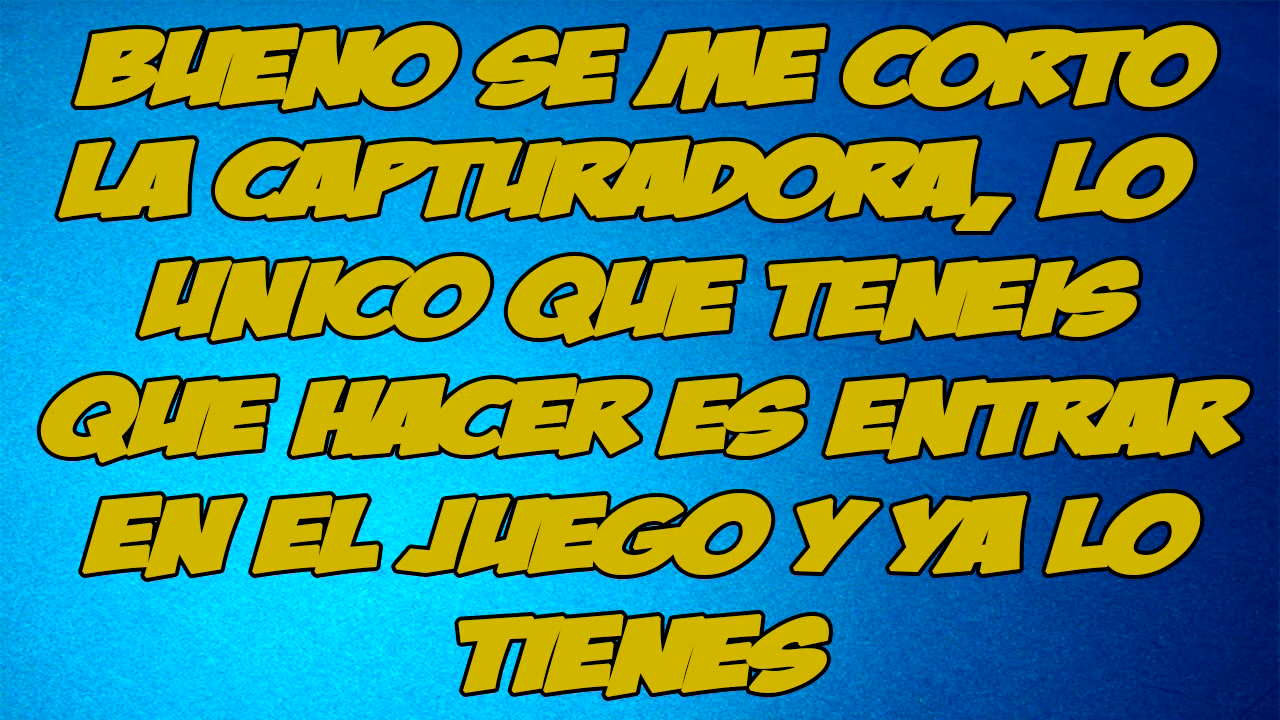 BUENO SE ME CORTO
LA CAPTURADORA, LO
UNICO QUE TENEIS
QUE HACER ES ENTRAR
EN EL JUEGO Y YA LO
TIENES